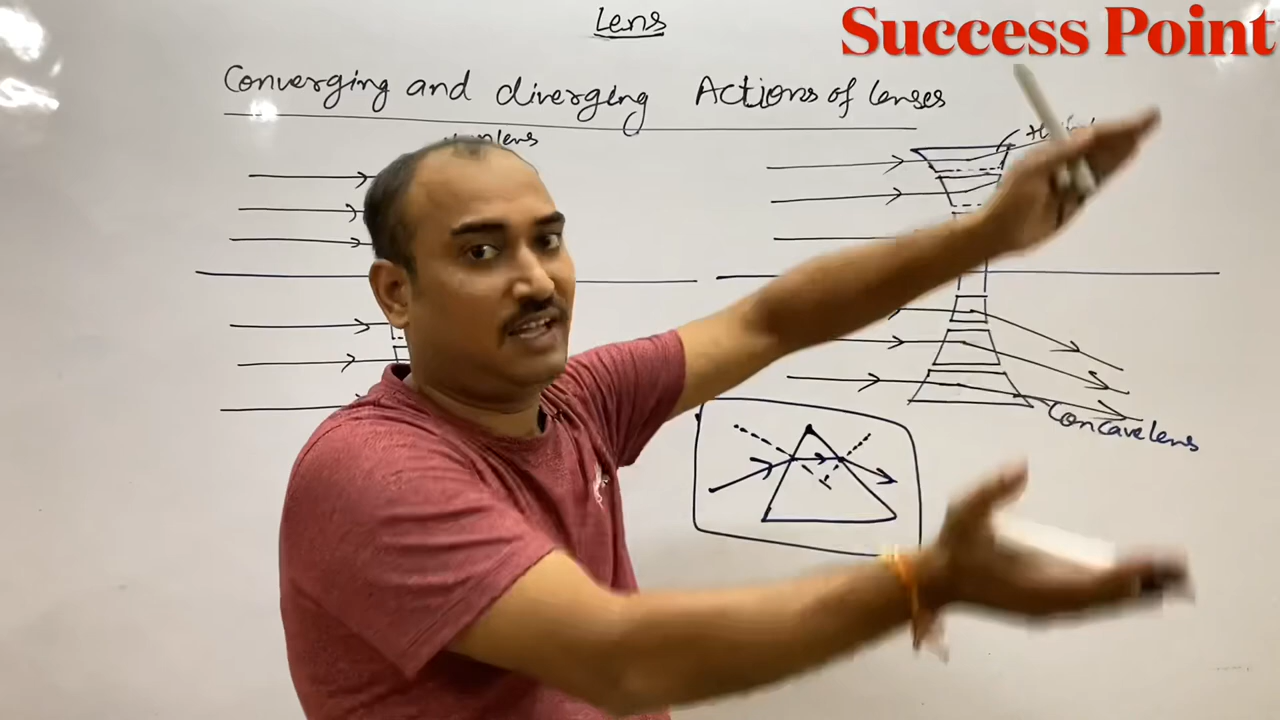 Lens
Success Point
Converging and diverging Actions of lenses
Concave lens